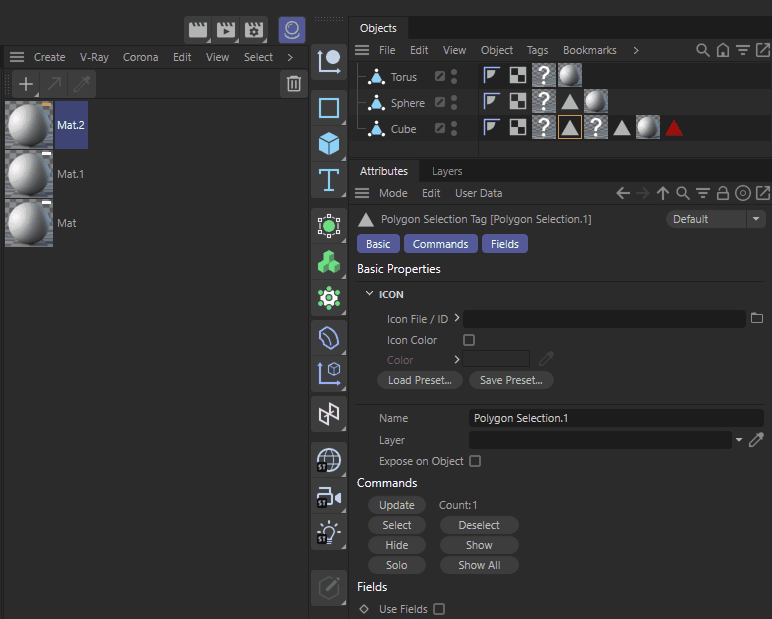 Objects
Create V-Ray Corona Edit View Select
File Edit View Object Tags Bookmarks
Torus ?
Sphere ?
Cube ? ?
Mat.2
Mat.1
Mat
T
ST
ST
ST
Attributes Layers
Mode Edit User Data
Polygon Selection Tag [Polygon Selection.1] Default
Basic Commands Fields
Basic Properties
ICON
Icon File / ID
Icon Color
Color
Load Preset... Save Preset...
Name Polygon Selection.1
Layer
Expose on Object
Commands
Update Count:1
Select Deselect
Hide Show
Solo Show All
Fields
Use Fields